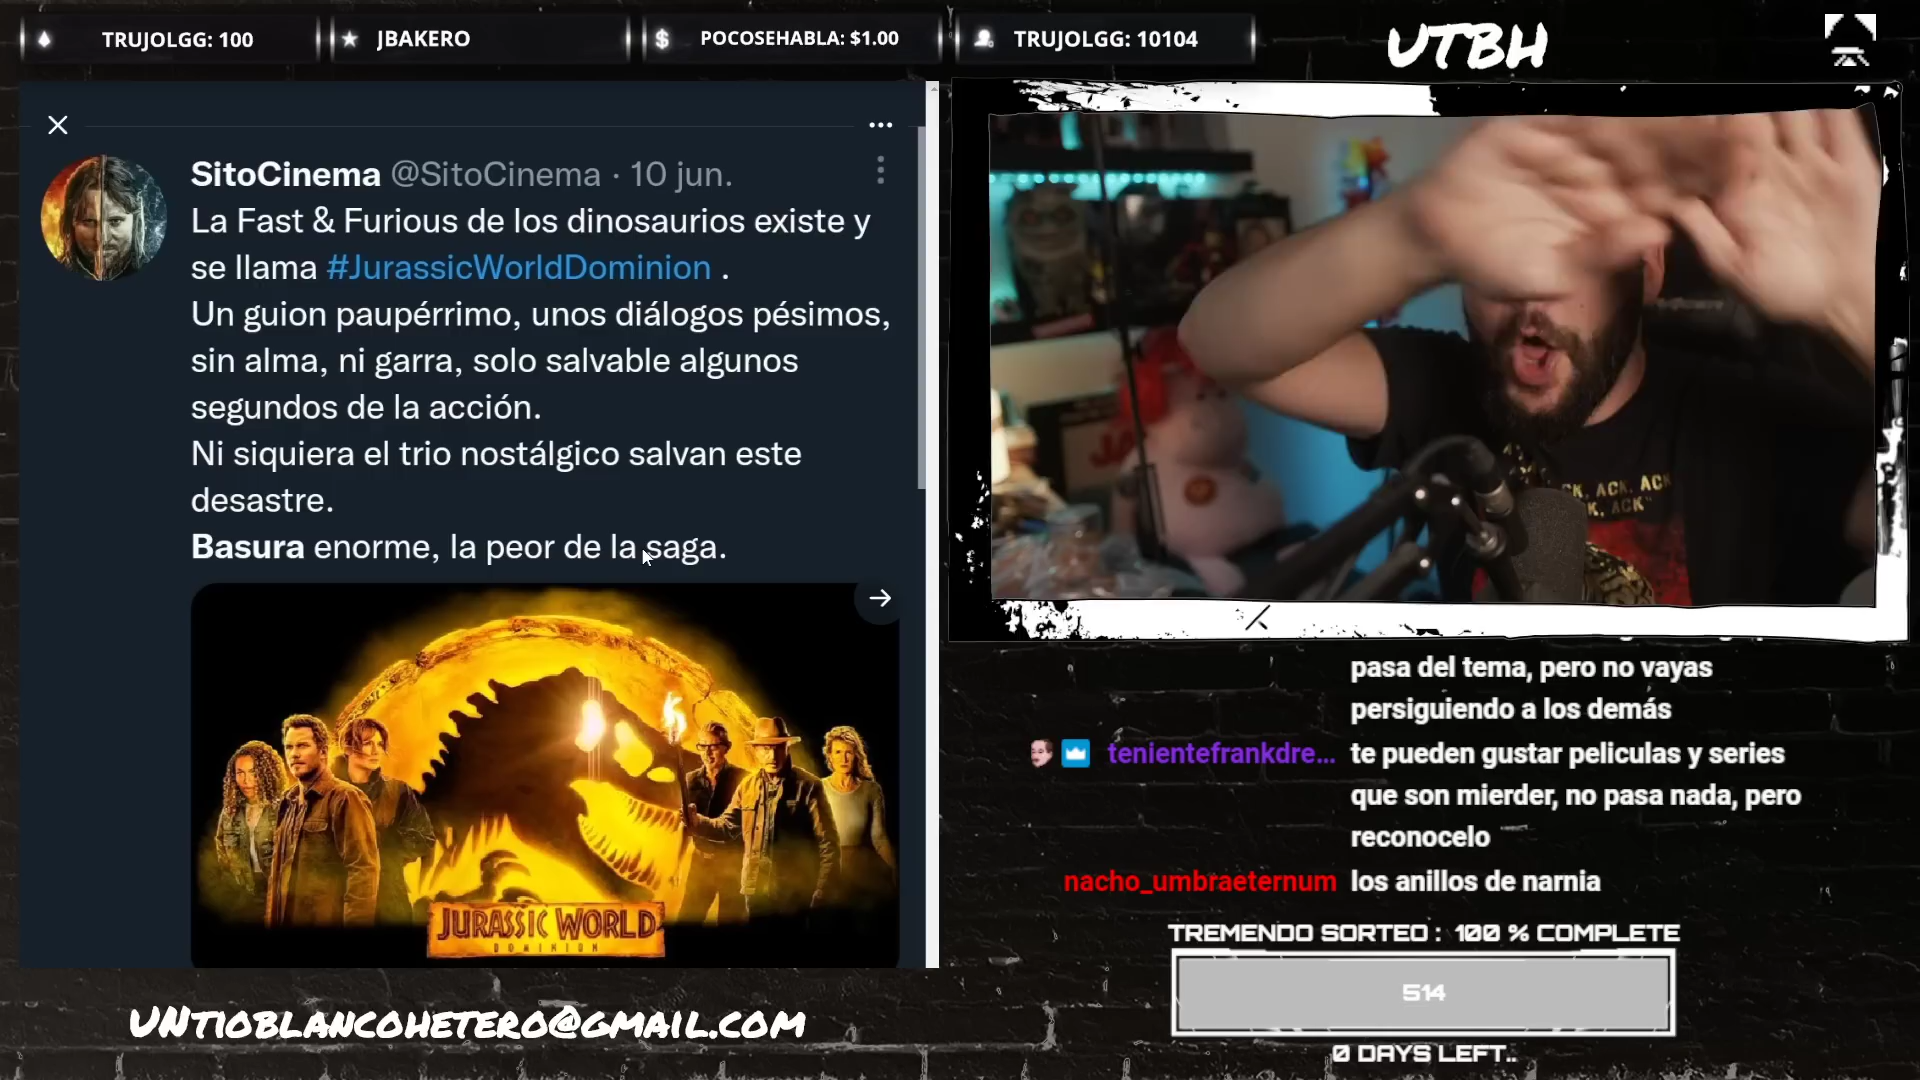 TRUJOLGG: 100
JBAKERO
POCOSEHABLA: $1.00
TRUJOLGG: 10104
UTBH
SitoCinema @SitoCinema · 10 jun.
La Fast & Furious de los dinosaurios existe y
se llama #JurassicWorldDominion .
Un guion paupérrimo, unos diálogos pésimos,
sin alma, ni garra, solo salvable algunos
segundos de la acción.
Ni siquiera el trio nostálgico salvan este
desastre.
Basura enorme, la peor de la saga.
JURASSIC WORLD
DOMINION
ACK, ACK, ACK
ACK"
pasa del tema, pero no vayas
persiguiendo a los demás
tenientefrankdre... te pueden gustar peliculas y series
que son mierder, no pasa nada, pero
reconocelo
nacho_umbraeternum los anillos de narnia
TREMENDO SORTEO : 100 % COMPLETE
514
0 DAYS LEFT..
UNTIOBLANCOHETERO@GMAIL.COM